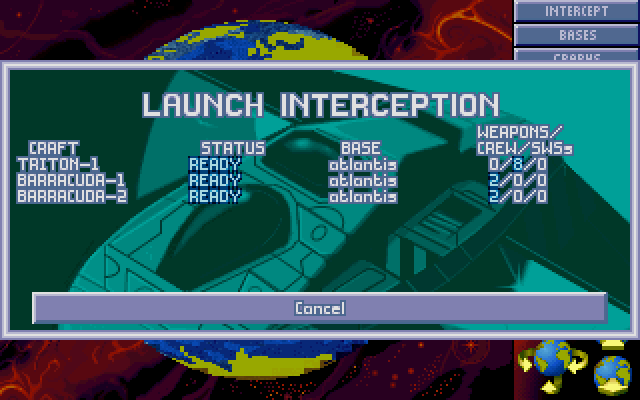 INTERCEPT
BASES
GRAPHS
LAUNCH INTERCEPTION
WEAPONS/
CRAFT STATUS BASE CREW/SWSs
TRITON-1 READY atlantis 0/8/0
BARRACUDA-1 READY atlantis 2/0/0
BARRACUDA-2 READY atlantis 2/0/0
Cancel